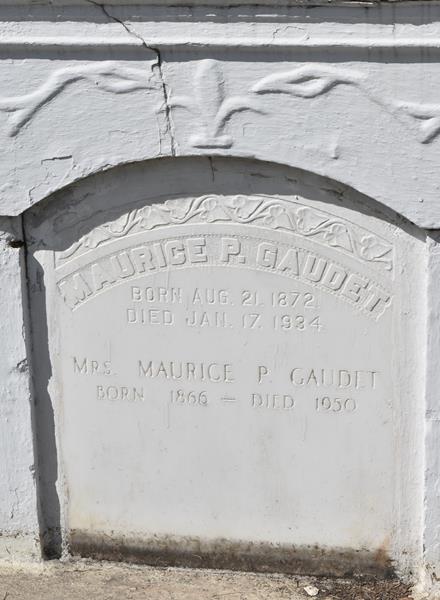 MAURICE P. GAUDET
BORN AUG. 21. 1872.
DIED JAN. 17. 1934.
MRS. MAURICE P. GAUDET
BORN 1866 – DIED 1950